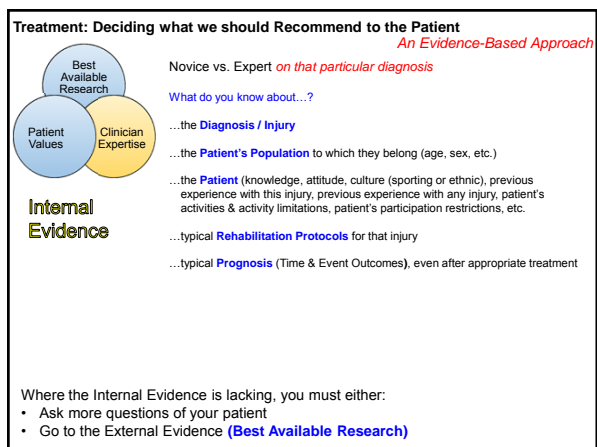 Treatment: Deciding what we should Recommend to the Patient
An Evidence-Based Approach
Best
Available
Research
Patient
Values
Clinician
Expertise
Internal
Evidence
Novice vs. Expert on that particular diagnosis
What do you know about…?
…the Diagnosis / Injury
…the Patient's Population to which they belong (age, sex, etc.)
…the Patient (knowledge, attitude, culture (sporting or ethnic), previous
experience with this injury, previous experience with any injury, patient's
activities & activity limitations, patient's participation restrictions, etc.
…typical Rehabilitation Protocols for that injury
…typical Prognosis (Time & Event Outcomes), even after appropriate treatment
Where the Internal Evidence is lacking, you must either:
• Ask more questions of your patient
• Go to the External Evidence (Best Available Research)